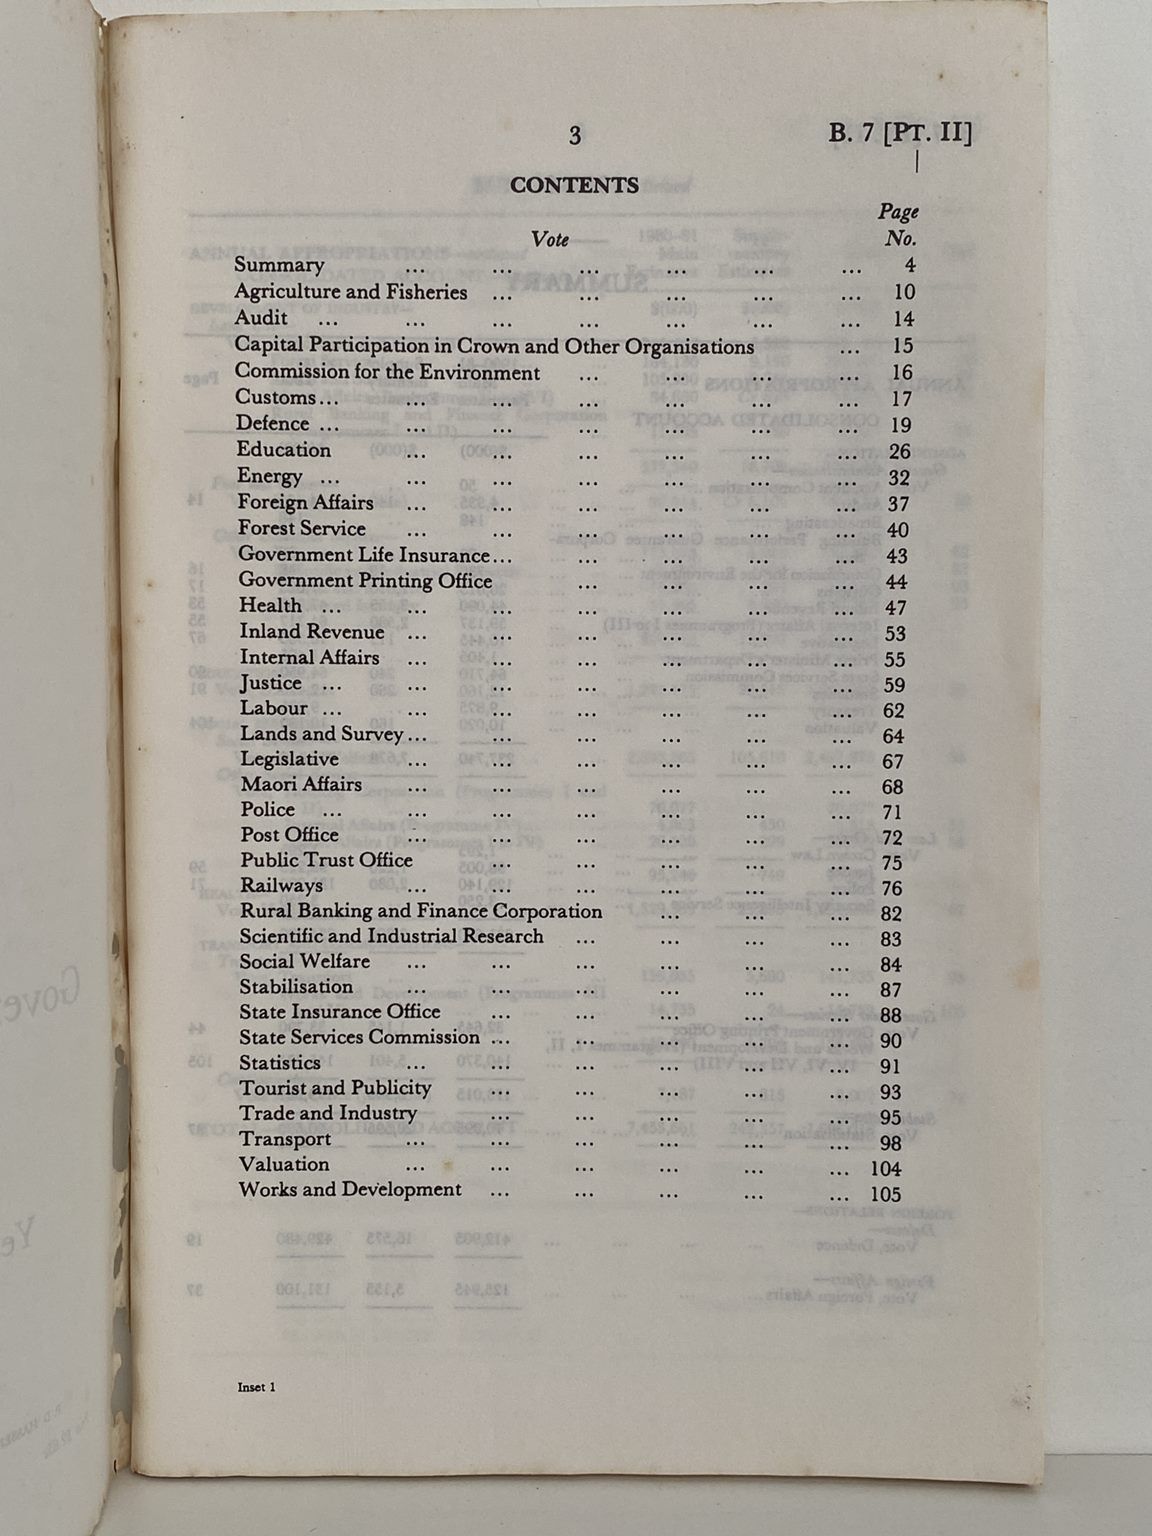 3 B. 7 [PT. II]
CONTENTS
Page
Vote No.
Summary ... ... ... ... ... ... 4
Agriculture and Fisheries ... ... ... ... ... 10
Audit ... ... ... ... ... ... ... 14
Capital Participation in Crown and Other Organisations ... 15
Commission for the Environment ... ... ... ... 16
Customs... ... ... ... ... ... ... 17
Defence ... ... ... ... ... ... ... 19
Education ... ... ... ... ... ... 26
Energy ... ... ... ... ... ... ... 32
Foreign Affairs ... ... ... ... ... ... 37
Forest Service ... ... ... ... ... ... 40
Government Life Insurance... ... ... ... ... 43
Government Printing Office ... ... ... ... 44
Health ... ... ... ... ... ... ... 47
Inland Revenue ... ... ... ... ... ... 53
Internal Affairs ... ... ... ... ... ... 55
Justice ... ... ... ... ... ... ... 59
Labour ... ... ... ... ... ... ... 62
Lands and Survey... ... ... ... ... ... 64
Legislative ... ... ... ... ... ... 67
Maori Affairs ... ... ... ... ... ... 68
Police ... ... ... ... ... ... ... 71
Post Office ... ... ... ... ... ... 72
Public Trust Office ... ... ... ... ... 75
Railways ... ... ... ... ... ... 76
Rural Banking and Finance Corporation ... ... ... 82
Scientific and Industrial Research ... ... ... ... 83
Social Welfare ... ... ... ... ... ... 84
Stabilisation ... ... ... ... ... ... 87
State Insurance Office ... ... ... ... ... 88
State Services Commission ... ... ... ... ... 90
Statistics ... ... ... ... ... ... 91
Tourist and Publicity ... ... ... ... ... 93
Trade and Industry ... ... ... ... ... 95
Transport ... ... ... ... ... ... 98
Valuation ... ... ... ... ... ... 104
Works and Development ... ... ... ... ... 105
Inset 1